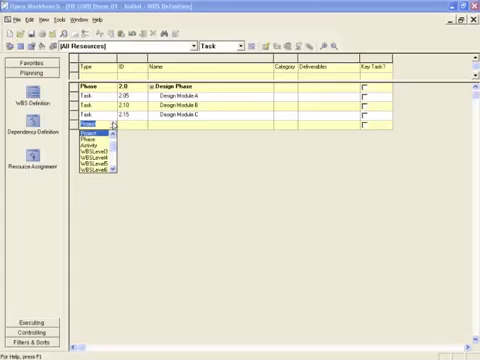 Open Workbench - [NK OWB Demo 01 : Initial - WBS Definition]
File Edit View Tools Window Help
[All Resources] Task
Favorites
Planning
WBS Definition
Dependency Definition
Resource Assignment
Executing
Controlling
Filters & Sorts
Type ID Name Category Deliverables Key Task?
Phase 2.0 Design Phase
Task 2.05 Design Module A
Task 2.10 Design Module B
Task 2.15 Design Module C
Project
Project
Phase
Activity
WBSLevel3
WBSLevel4
WBSLevel5
WBSLevel6
For Help, press F1